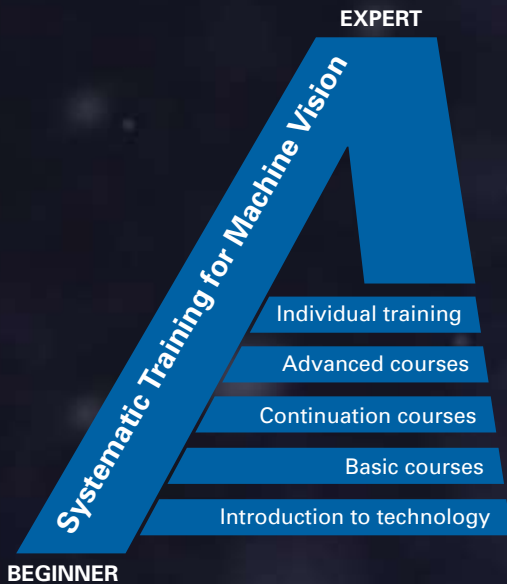 EXPERT
Systematic Training for Machine Vision
Individual training
Advanced courses
Continuation courses
Basic courses
Introduction to technology
BEGINNER